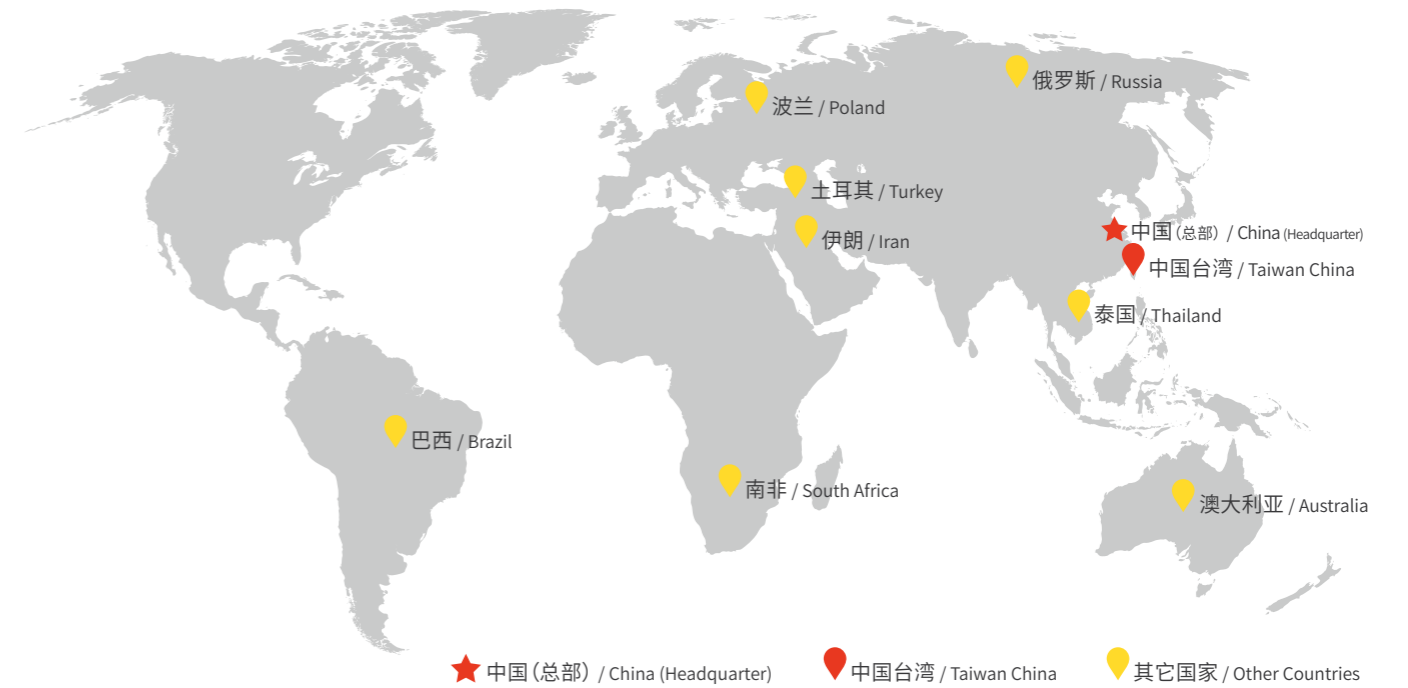 俄罗斯 / Russia
波兰 / Poland
土耳其 / Turkey
中国（总部） / China (Headquarter)
伊朗 / Iran
中国台湾 / Taiwan China
泰国 / Thailand
巴西 / Brazil
南非 / South Africa
澳大利亚 / Australia
中国（总部） / China (Headquarter)
中国台湾 / Taiwan China
其它国家 / Other Countries